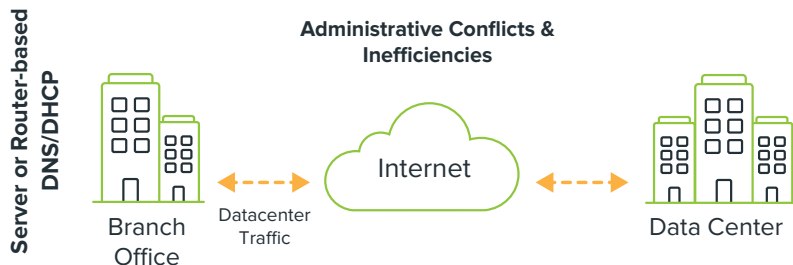 Server or Router-based
DNS/DHCP
Administrative Conflicts &
Inefficiencies
Internet
Datacenter
Traffic
Branch
Office
Data Center